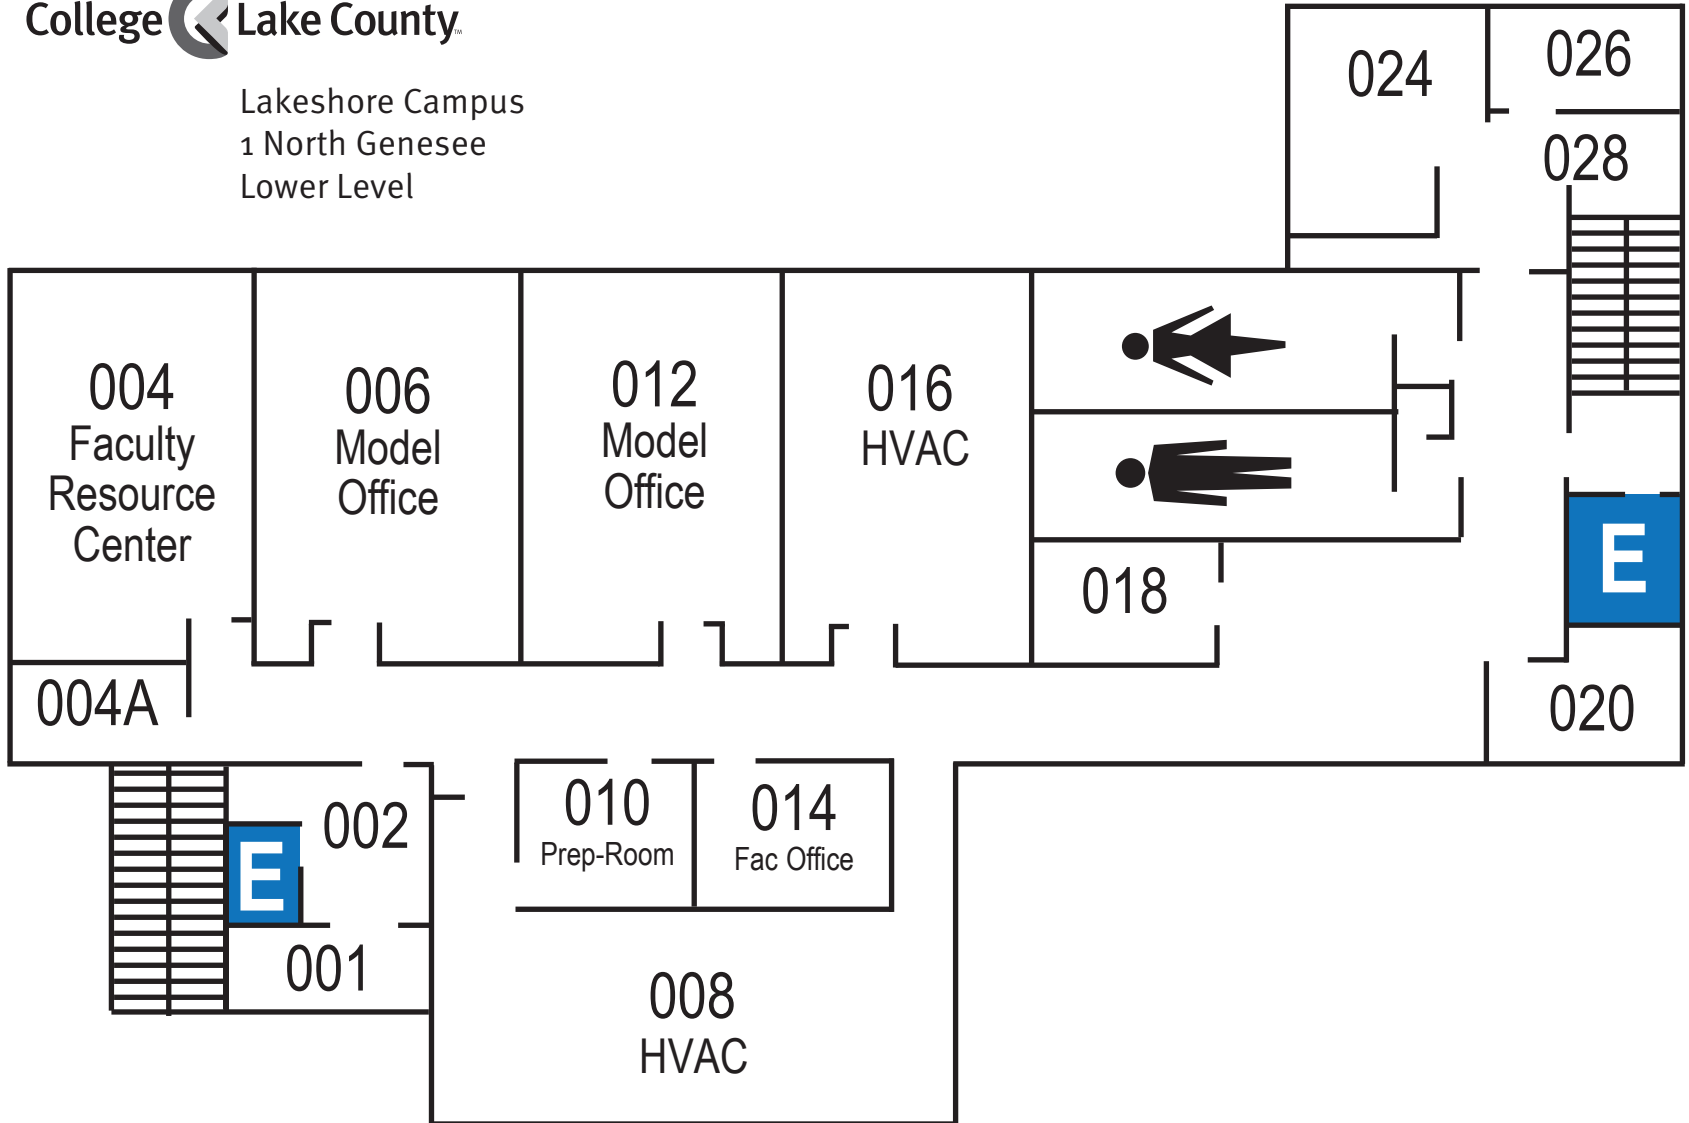 College Lake County™
Lakeshore Campus
1 North Genesee
Lower Level
024
026
028
004
Faculty
Resource
Center
006
Model
Office
012
Model
Office
016
HVAC
018
E
020
004A
002
E
001
010
Prep-Room
014
Fac Office
008
HVAC